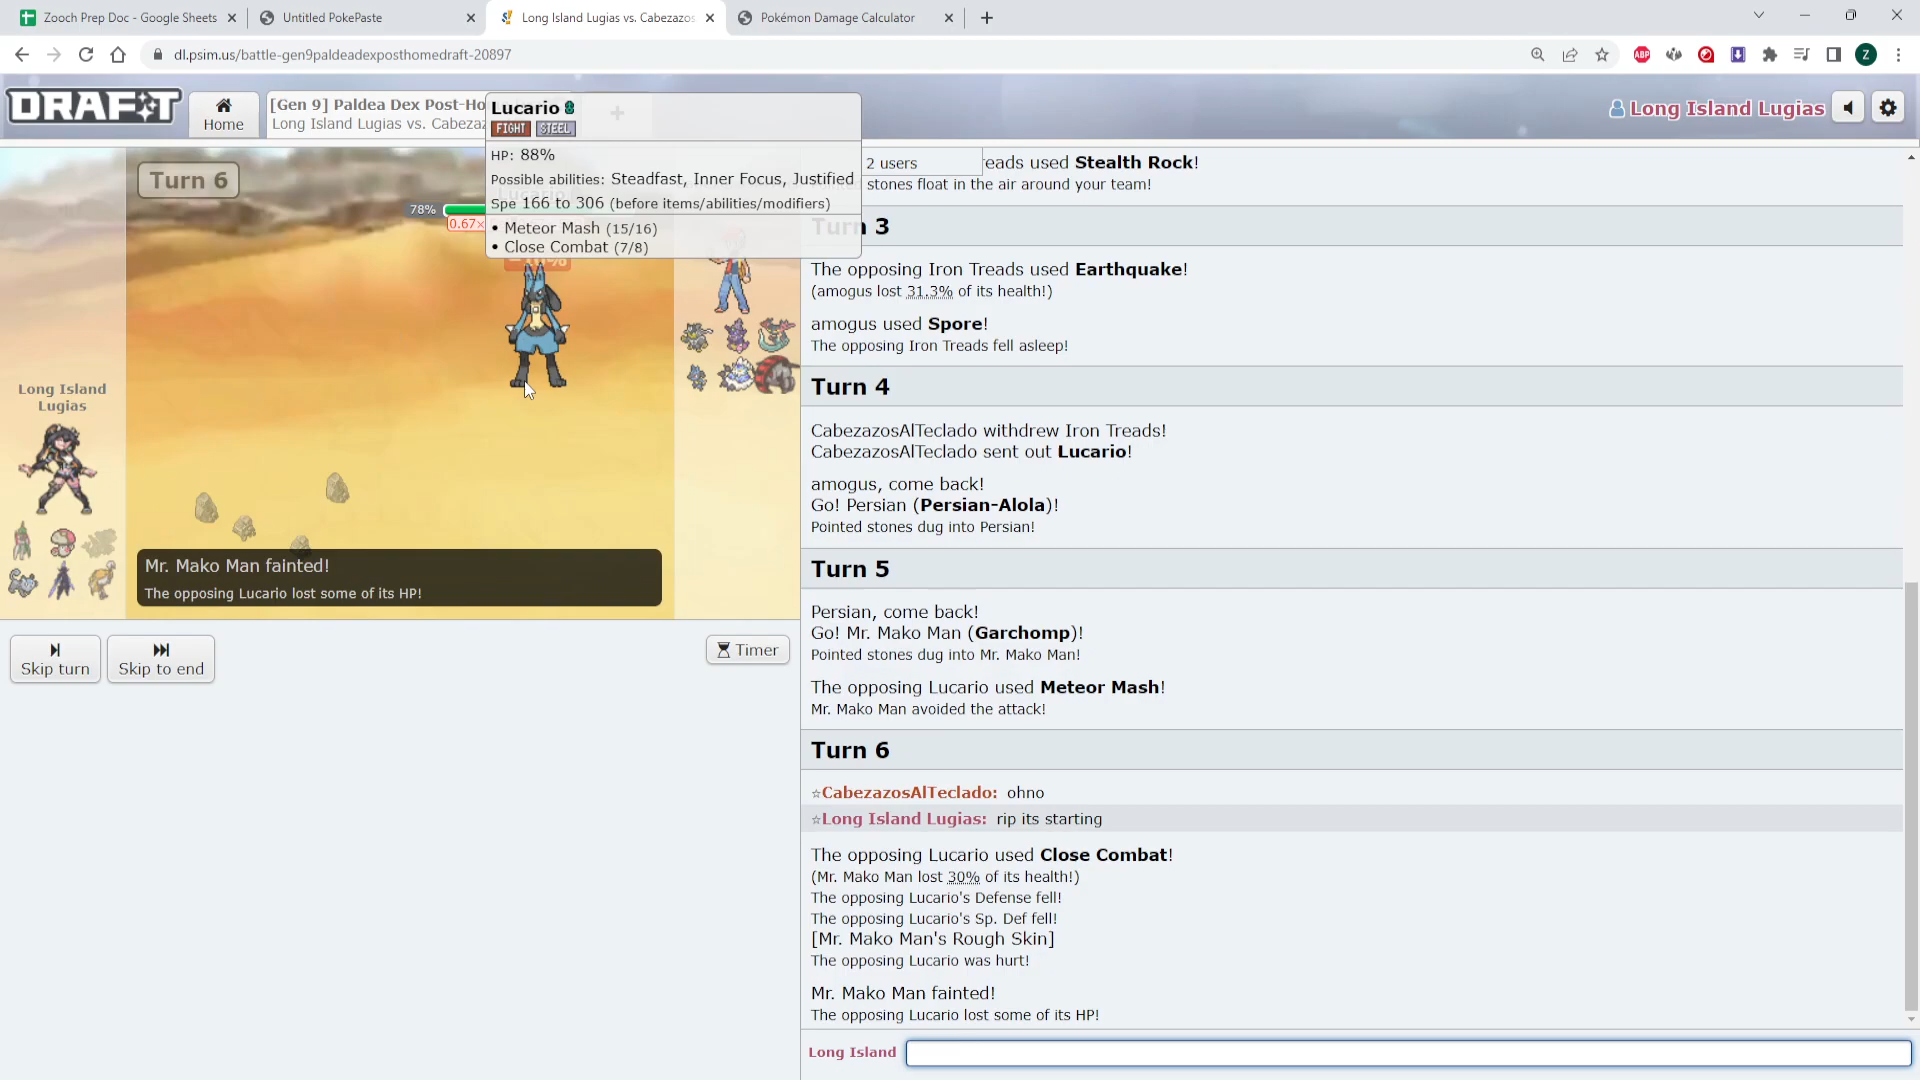 Zooch Prep Doc - Google Sheets
Untitled PokePaste
Long Island Lugias vs. Cabezazos
Pokémon Damage Calculator
dl.psim.us/battle-gen9paldeadexposthomedraft-20897
ABP
Z
DRAFT
Home
[Gen 9] Paldea Dex Post-Ho
Long Island Lugias vs. Cabeza
Long Island Lugias
Lucario
FIGHT STEEL
HP: 88%
Possible abilities: Steadfast, Inner Focus, Justified
Spe 166 to 306 (before items/abilities/modifiers)
• Meteor Mash (15/16)
• Close Combat (7/8)
Turn 6
78%
0.67×
Long Island
Lugias
Mr. Mako Man fainted!
The opposing Lucario lost some of its HP!
Skip turn
Skip to end
Timer
2 users
eads used Stealth Rock!
stones float in the air around your team!
Turn 3
The opposing Iron Treads used Earthquake!
(amogus lost 31.3% of its health!)
amogus used Spore!
The opposing Iron Treads fell asleep!
Turn 4
CabezazosAlTeclado withdrew Iron Treads!
CabezazosAlTeclado sent out Lucario!
amogus, come back!
Go! Persian (Persian-Alola)!
Pointed stones dug into Persian!
Turn 5
Persian, come back!
Go! Mr. Mako Man (Garchomp)!
Pointed stones dug into Mr. Mako Man!
The opposing Lucario used Meteor Mash!
Mr. Mako Man avoided the attack!
Turn 6
☆CabezazosAlTeclado: ohno
☆Long Island Lugias: rip its starting
The opposing Lucario used Close Combat!
(Mr. Mako Man lost 30% of its health!)
The opposing Lucario's Defense fell!
The opposing Lucario's Sp. Def fell!
[Mr. Mako Man's Rough Skin]
The opposing Lucario was hurt!
Mr. Mako Man fainted!
The opposing Lucario lost some of its HP!
Long Island